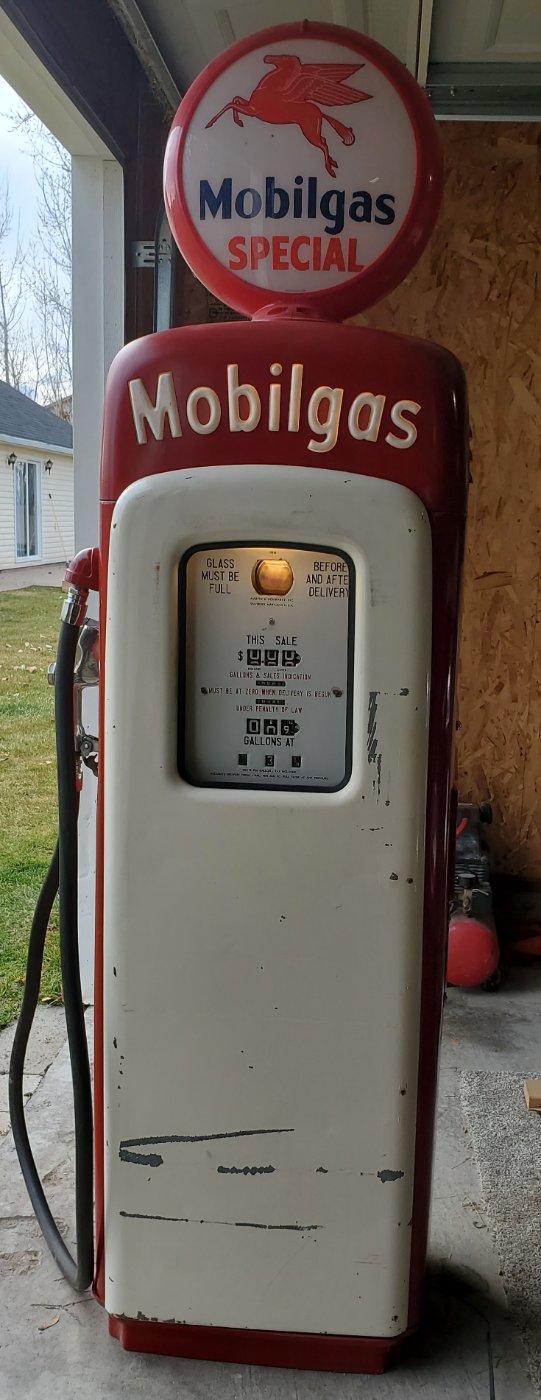 Mobilgas
SPECIAL
Mobilgas
GLASS
MUST BE
FULL
BEFORE
AND AFTER
DELIVERY
THIS SALE
$
GALLONS & SALES INDICATION
MUST BE AT ZERO WHEN DELIVERY IS BEGUN
UNDER PENALTY OF LAW
GALLONS AT
3